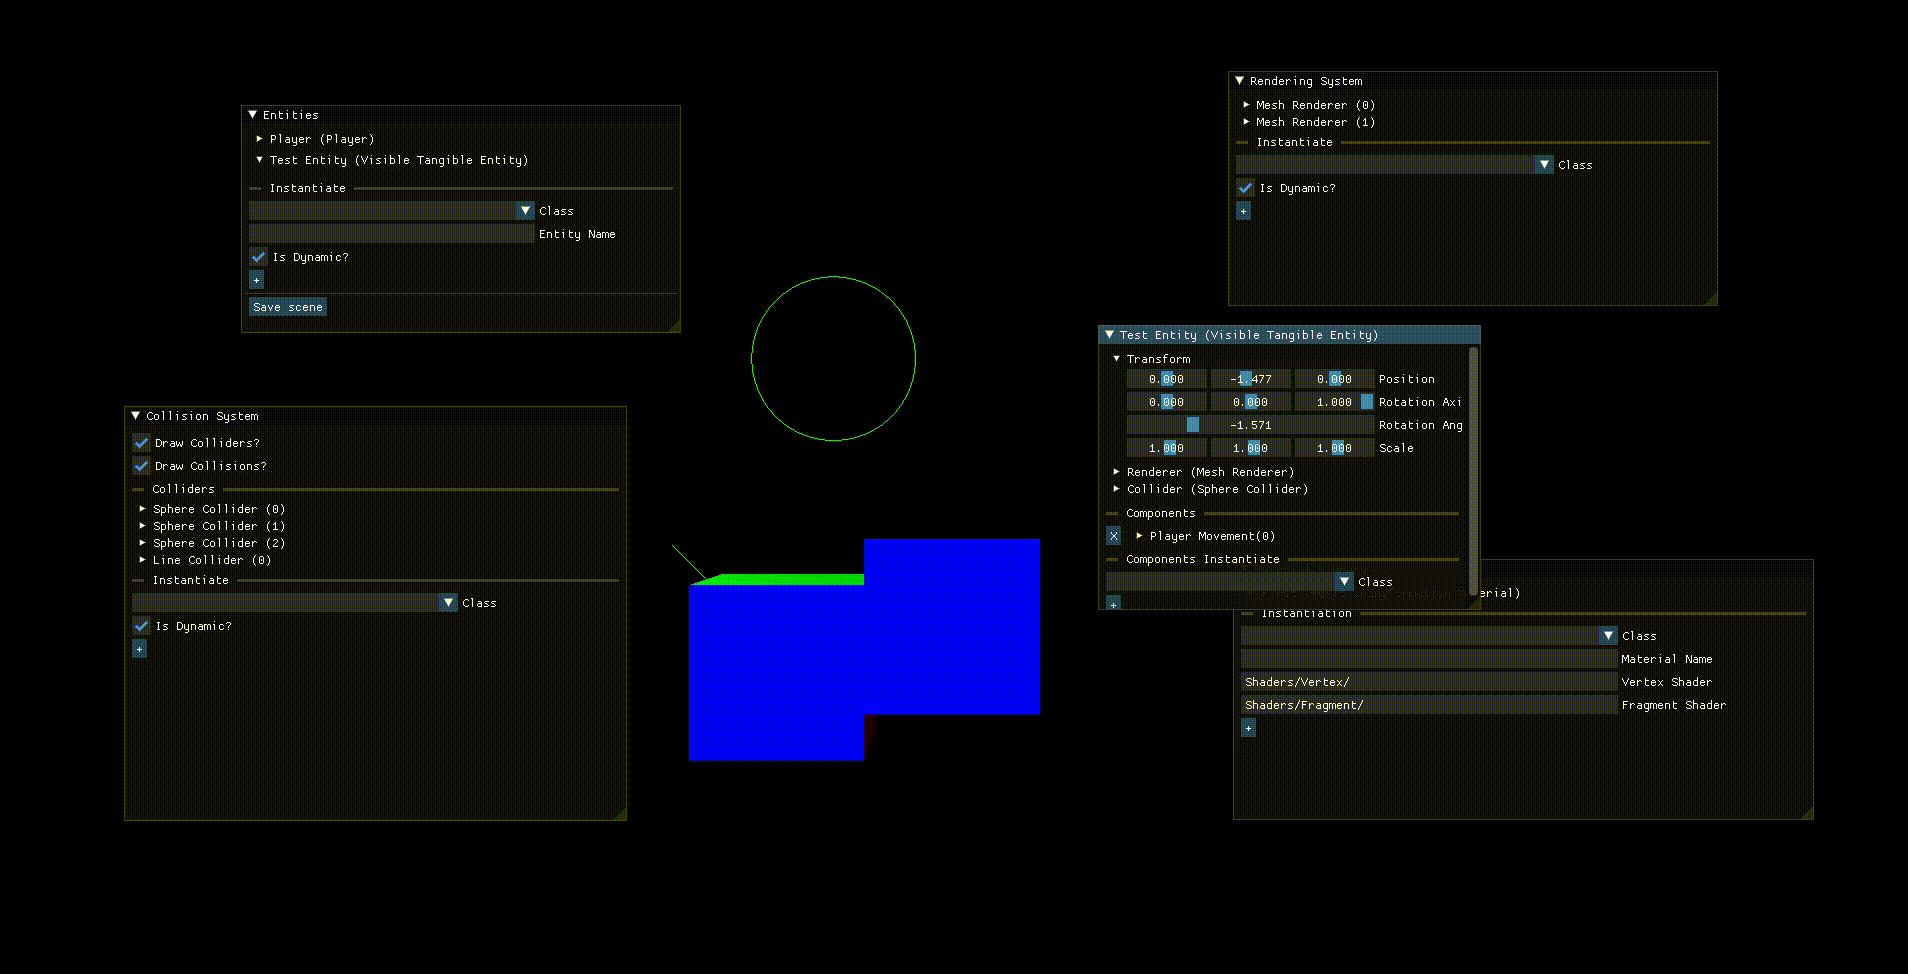 Entities
Player (Player)
Test Entity (Visible Tangible Entity)
Instantiate
Class
Entity Name
Is Dynamic?
+
Save scene
Rendering System
Mesh Renderer (0)
Mesh Renderer (1)
Instantiate
Class
Is Dynamic?
+
Collision System
Draw Colliders?
Draw Collisions?
Colliders
Sphere Collider (0)
Sphere Collider (1)
Sphere Collider (2)
Line Collider (0)
Instantiate
Class
Is Dynamic?
+
Test Entity (Visible Tangible Entity)
Transform
0.000 -1.477 0.000 Position
0.000 0.000 1.000 Rotation Axi
-1.571 Rotation Ang
1.000 1.000 1.000 Scale
Renderer (Mesh Renderer)
Collider (Sphere Collider)
Components
X Player Movement(0)
Components Instantiate
Class
+
erial)
Instantiation
Class
Material Name
Shaders/Vertex/ Vertex Shader
Shaders/Fragment/ Fragment Shader
+